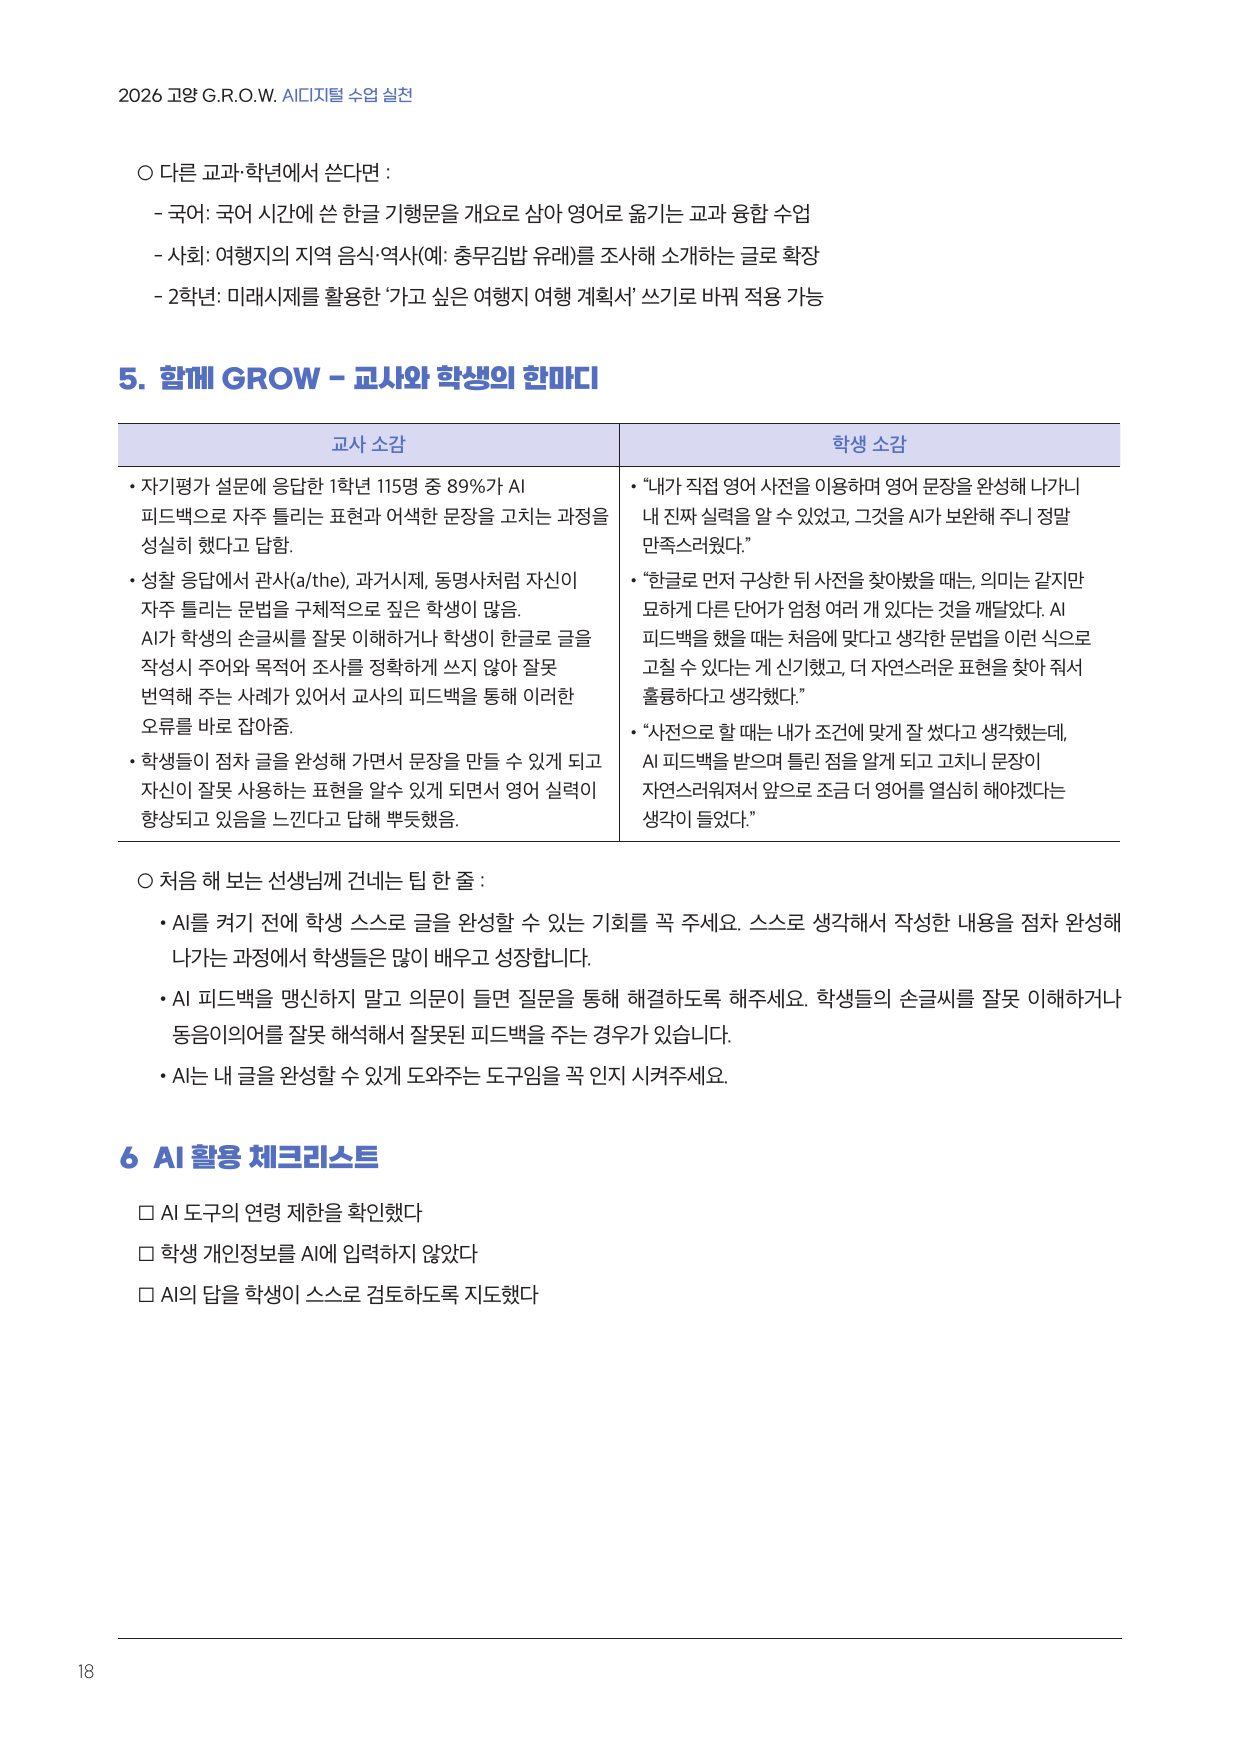 2026 고양 G.R.O.W. AI디지털 수업 실천
○ 다른 교과·학년에서 쓴다면 :
- 국어: 국어 시간에 쓴 한글 기행문을 개요로 삼아 영어로 옮기는 교과 융합 수업
- 사회: 여행지의 지역 음식·역사(예: 충무김밥 유래)를 조사해 소개하는 글로 확장
- 2학년: 미래시제를 활용한 ‘가고 싶은 여행지 여행 계획서’ 쓰기로 바꿔 적용 가능
5. 함께 GROW – 교사와 학생의 한마디
교사 소감
• 자기평가 설문에 응답한 1학년 115명 중 89%가 AI
피드백으로 자주 틀리는 표현과 어색한 문장을 고치는 과정을
성실히 했다고 답함.
• 성찰 응답에서 관사(a/the), 과거시제, 동명사처럼 자신이
자주 틀리는 문법을 구체적으로 짚은 학생이 많음.
AI가 학생의 손글씨를 잘못 이해하거나 학생이 한글로 글을
작성시 주어와 목적어 조사를 정확하게 쓰지 않아 잘못
번역해 주는 사례가 있어서 교사의 피드백을 통해 이러한
오류를 바로 잡아줌.
• 학생들이 점차 글을 완성해 가면서 문장을 만들 수 있게 되고
자신이 잘못 사용하는 표현을 알수 있게 되면서 영어 실력이
향상되고 있음을 느낀다고 답해 뿌듯했음.
학생 소감
• “내가 직접 영어 사전을 이용하며 영어 문장을 완성해 나가니
내 진짜 실력을 알 수 있었고, 그것을 AI가 보완해 주니 정말
만족스러웠다.”
• “한글로 먼저 구상한 뒤 사전을 찾아봤을 때는, 의미는 같지만
묘하게 다른 단어가 엄청 여러 개 있다는 것을 깨달았다. AI
피드백을 했을 때는 처음에 맞다고 생각한 문법을 이런 식으로
고칠 수 있다는 게 신기했고, 더 자연스러운 표현을 찾아 줘서
훌륭하다고 생각했다.”
• “사전으로 할 때는 내가 조건에 맞게 잘 썼다고 생각했는데,
AI 피드백을 받으며 틀린 점을 알게 되고 고치니 문장이
자연스러워져서 앞으로 조금 더 영어를 열심히 해야겠다는
생각이 들었다.”
○ 처음 해 보는 선생님께 건네는 팁 한 줄 :
• AI를 켜기 전에 학생 스스로 글을 완성할 수 있는 기회를 꼭 주세요. 스스로 생각해서 작성한 내용을 점차 완성해
나가는 과정에서 학생들은 많이 배우고 성장합니다.
• AI 피드백을 맹신하지 말고 의문이 들면 질문을 통해 해결하도록 해주세요. 학생들의 손글씨를 잘못 이해하거나
동음이의어를 잘못 해석해서 잘못된 피드백을 주는 경우가 있습니다.
• AI는 내 글을 완성할 수 있게 도와주는 도구임을 꼭 인지 시켜주세요.
6 AI 활용 체크리스트
□ AI 도구의 연령 제한을 확인했다
□ 학생 개인정보를 AI에 입력하지 않았다
□ AI의 답을 학생이 스스로 검토하도록 지도했다
18